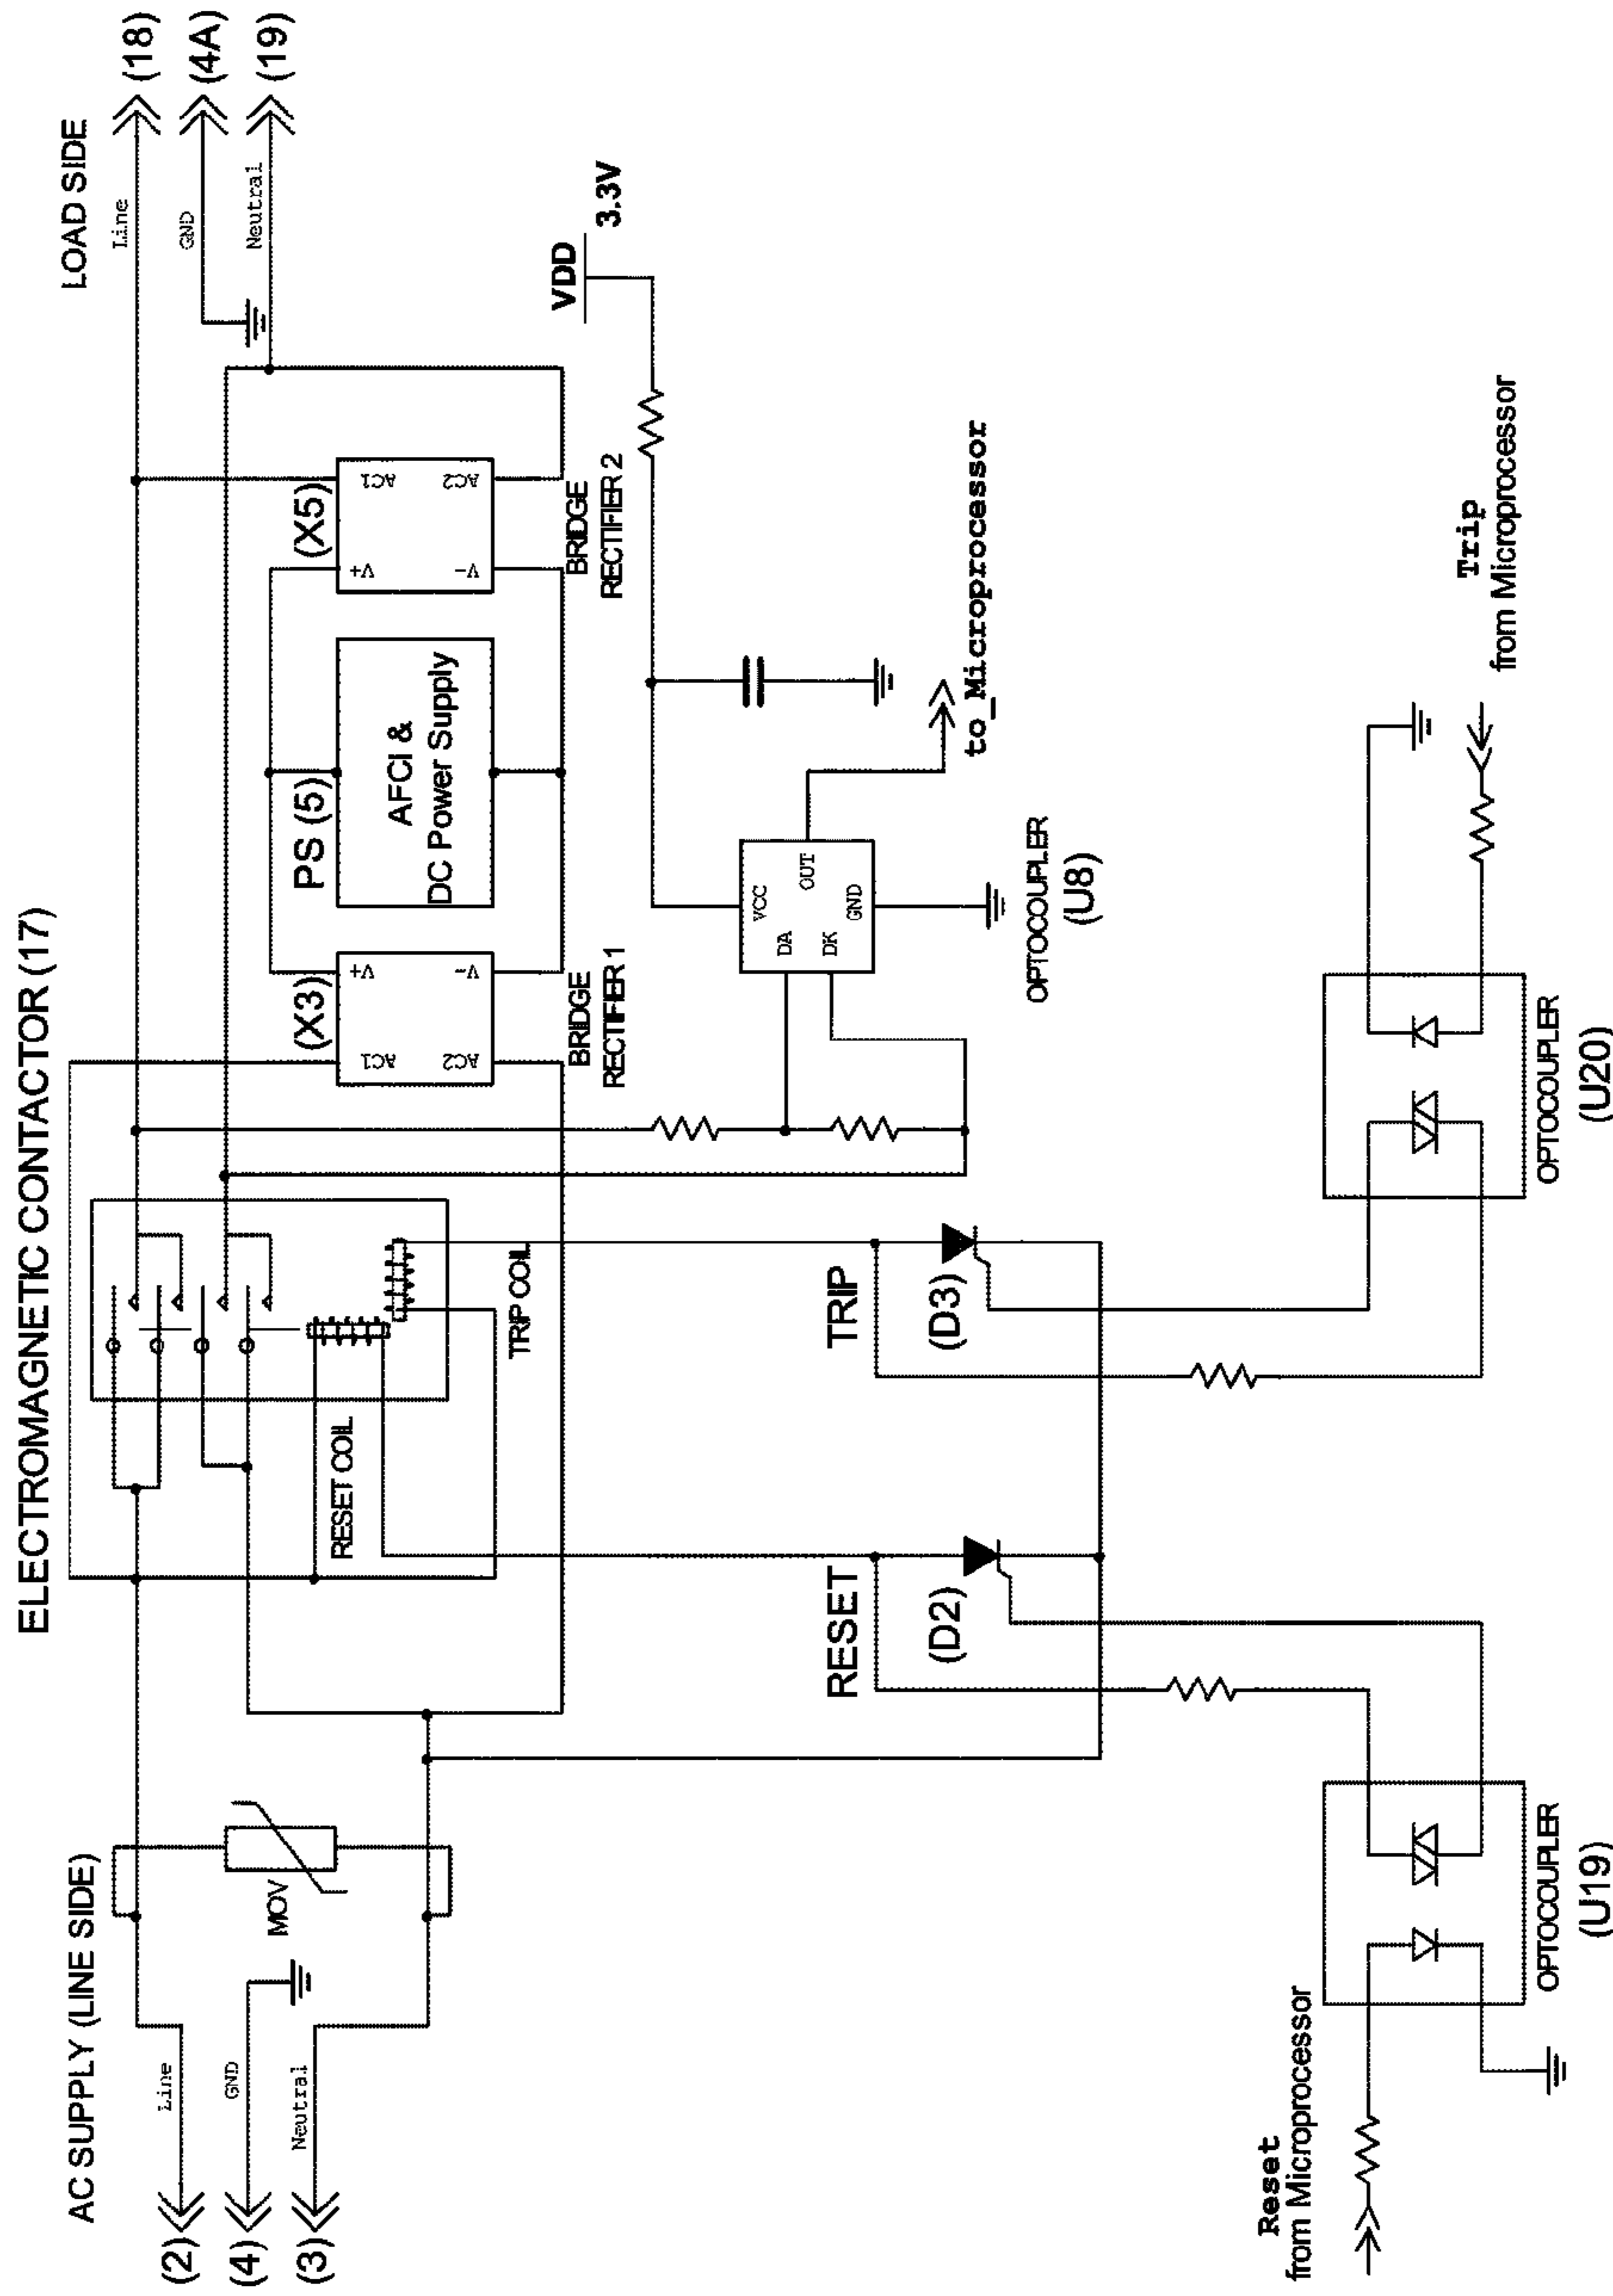 ELECTROMAGNETIC CONTACTOR (17)
AC SUPPLY (LINE SIDE)
LOAD SIDE
(2)
Line
(4)
GND
(3)
Neutral
MOV
Line
(18)
GND
(4A)
Neutral
(19)
RESET COIL
TRIP COIL
(X3)
AC1
V+
AC2
V-
BRIDGE
RECTIFIER 1
PS (5)
AFCI &
DC Power Supply
(X5)
V+
AC1
V-
AC2
BRIDGE
RECTIFIER 2
VDD
3.3V
VCC
DA
OUT
DK
GND
OPTOCOUPLER
(U8)
to_Microprocessor
RESET
(D2)
TRIP
(D3)
Reset
from Microprocessor
OPTOCOUPLER
(U19)
OPTOCOUPLER
(U20)
Trip
from Microprocessor